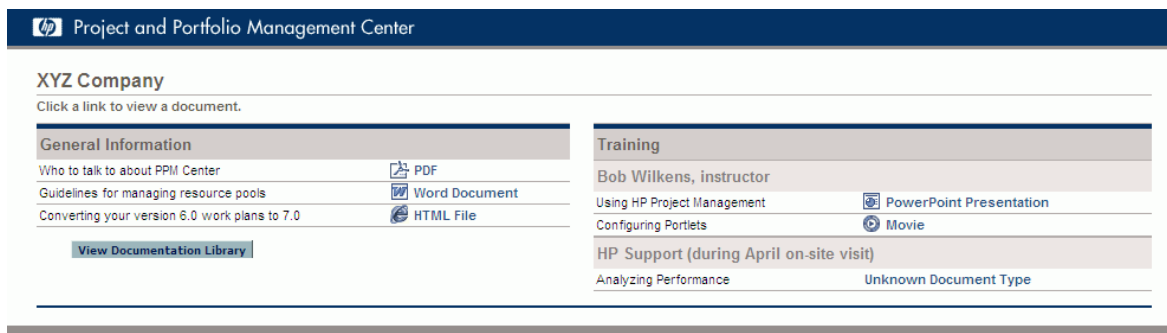 hp Project and Portfolio Management Center
XYZ Company
Click a link to view a document.
General Information
Who to talk to about PPM Center PDF
Guidelines for managing resource pools Word Document
Converting your version 6.0 work plans to 7.0 HTML File
View Documentation Library
Training
Bob Wilkens, instructor
Using HP Project Management PowerPoint Presentation
Configuring Portlets Movie
HP Support (during April on-site visit)
Analyzing Performance Unknown Document Type